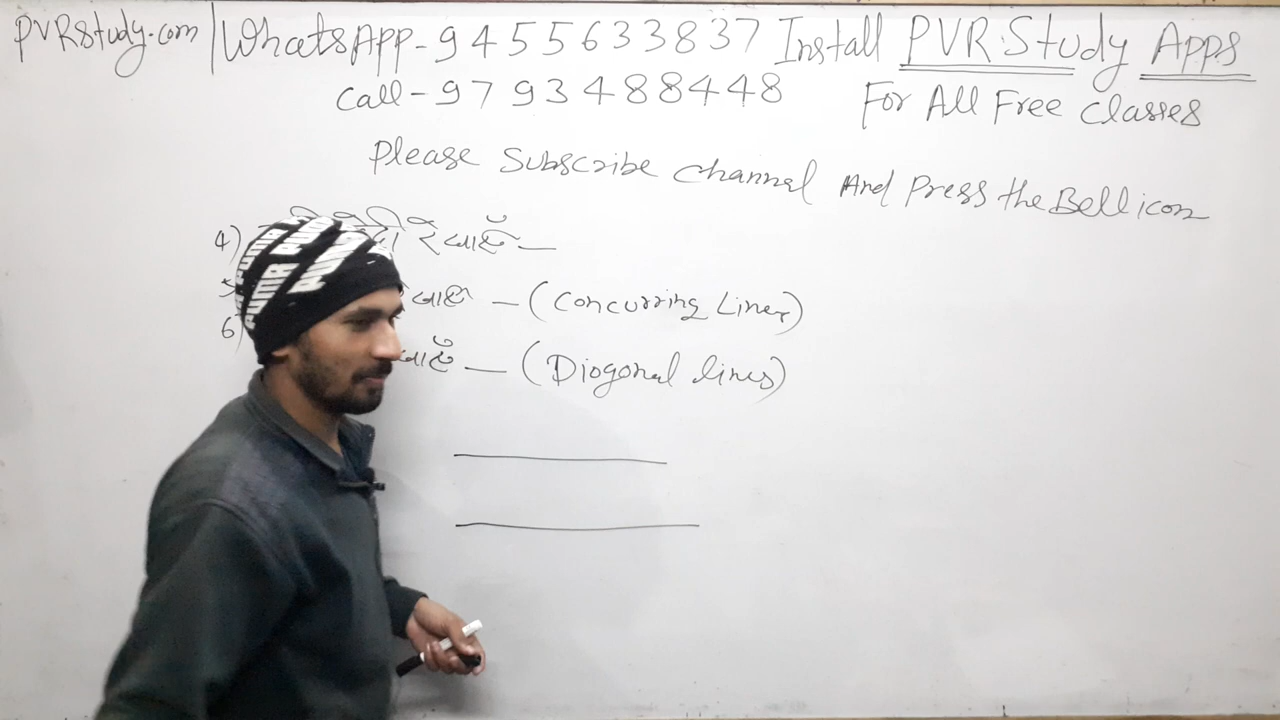 PVRstudy.com | WhatsApp-9455633837 Install PVR Study Apps
Call-9793488448 For All Free Classes
Please Subscribe Channel And Press the Bell icon
4) रेखाएँ —
— (Concurring Lines)
6) — (Diogonal lines)